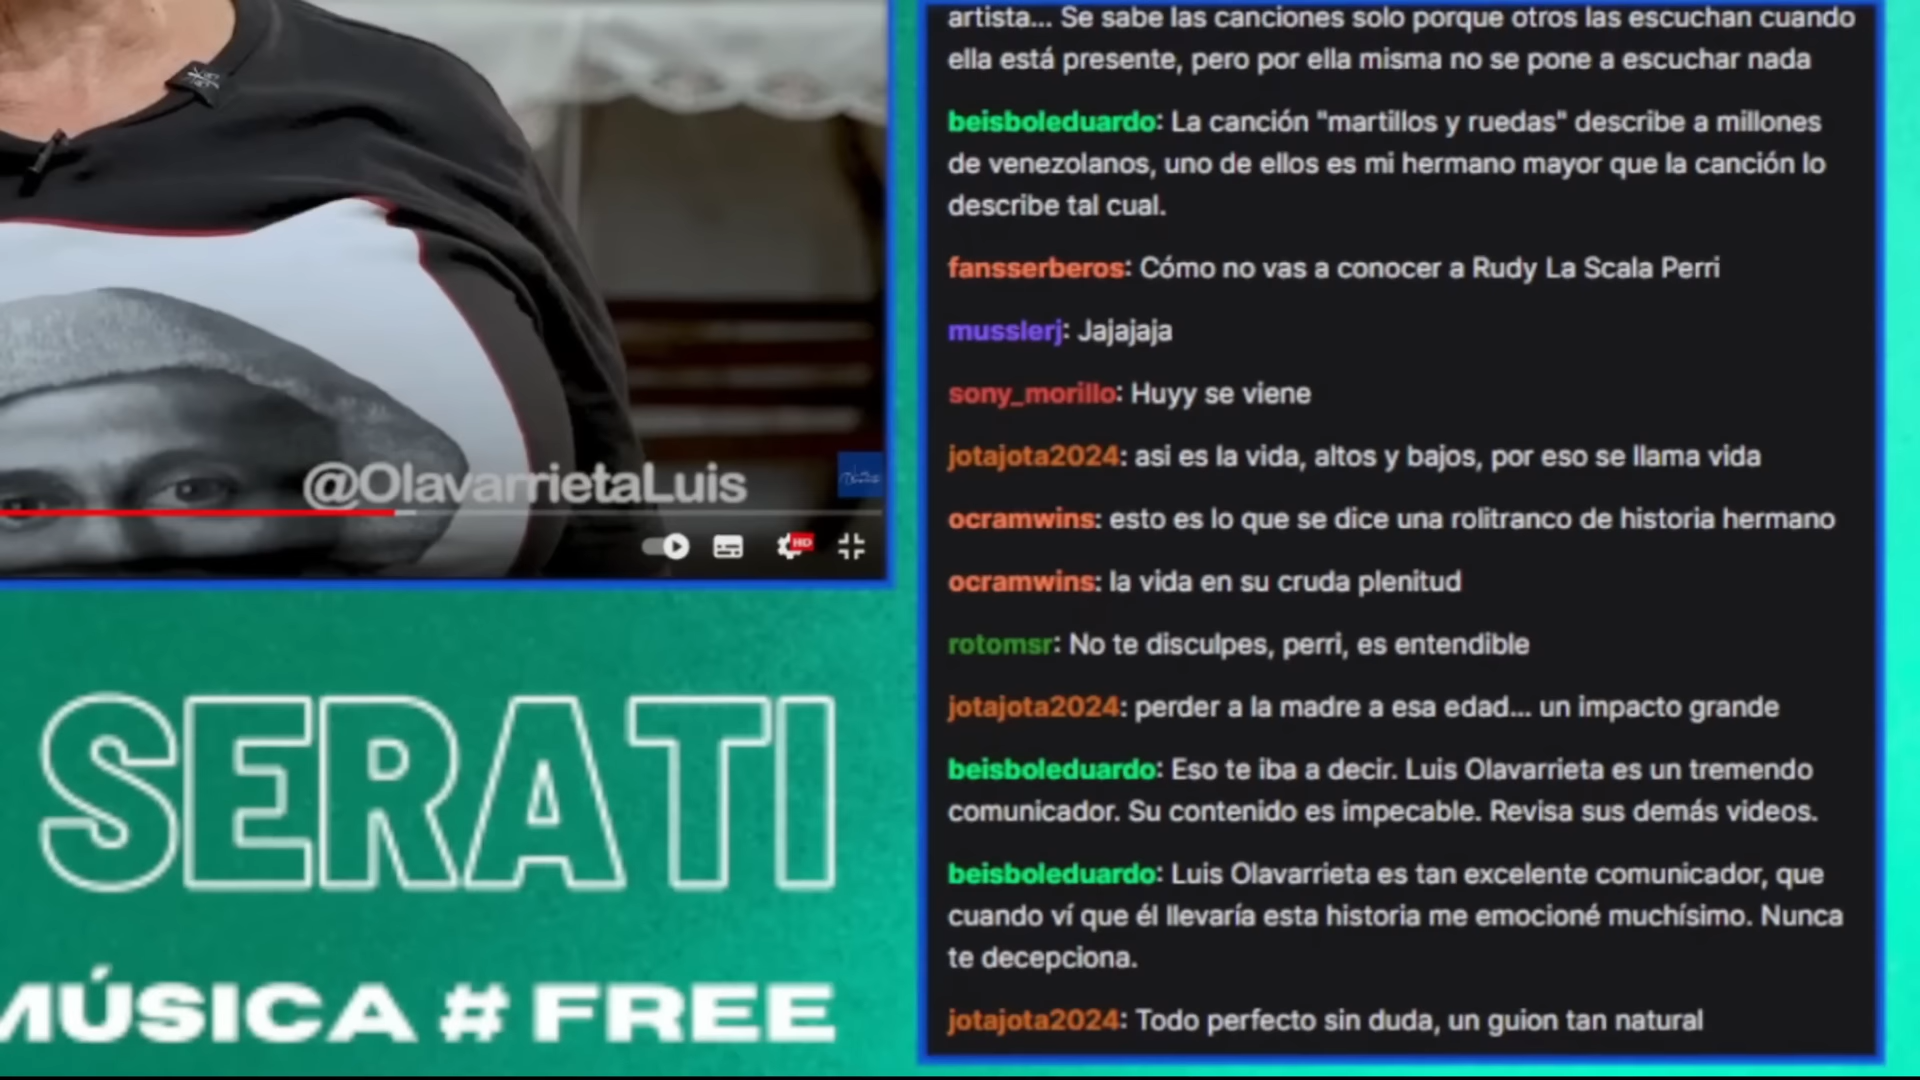 artista... Se sabe las canciones solo porque otros las escuchan cuando
ella está presente, pero por ella misma no se pone a escuchar nada
beisboleduardo: La canción "martillos y ruedas" describe a millones
de venezolanos, uno de ellos es mi hermano mayor que la canción lo
describe tal cual.
fansserberos: Cómo no vas a conocer a Rudy La Scala Perri
musslerj: Jajajaja
sony_morillo: Huyy se viene
jotajota2024: asi es la vida, altos y bajos, por eso se llama vida
ocramwins: esto es lo que se dice una rolitranco de historia hermano
ocramwins: la vida en su cruda plenitud
rotomsr: No te disculpes, perri, es entendible
jotajota2024: perder a la madre a esa edad... un impacto grande
beisboleduardo: Eso te iba a decir. Luis Olavarrieta es un tremendo
comunicador. Su contenido es impecable. Revisa sus demás videos.
beisboleduardo: Luis Olavarrieta es tan excelente comunicador, que
cuando ví que él llevaría esta historia me emocioné muchísimo. Nunca
te decepciona.
jotajota2024: Todo perfecto sin duda, un guion tan natural
@OlavarrietaLuis
HD
SERATI
MÚSICA # FREE